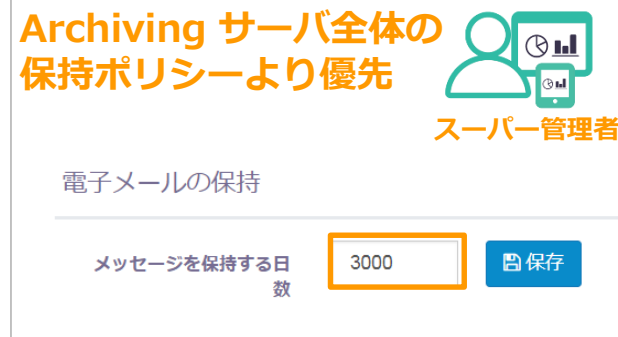 Archiving サーバ全体の
保持ポリシーより優先
スーパー管理者
電子メールの保持
メッセージを保持する日
数
3000
保存